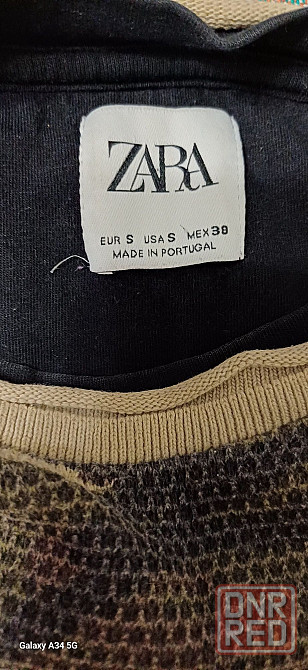 ZARA
EUR S USA S MEX 38
MADE IN PORTUGAL
Galaxy A34 5G
DNR
RED